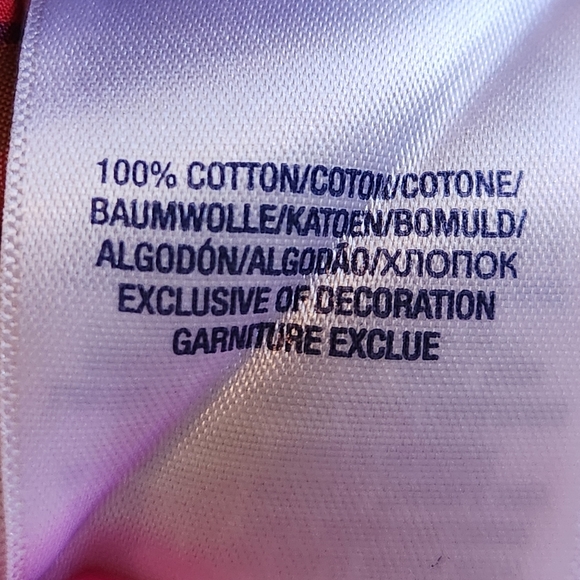 100% COTTON/COTON/COTONE/
BAUMWOLLE/KATOEN/BOMULD/
ALGODÓN/ALGODÃO/ХЛОПОК
EXCLUSIVE OF DECORATION
GARNITURE EXCLUE